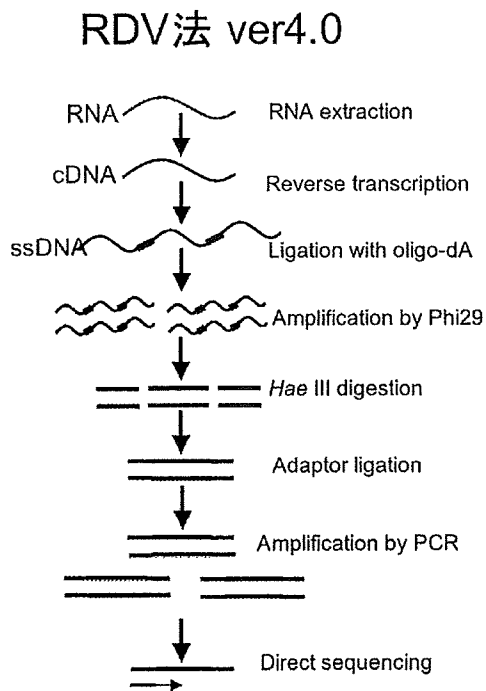 RDV法 ver4.0
RNA RNA extraction
cDNA Reverse transcription
ssDNA Ligation with oligo-dA
Amplification by Phi29
Hae III digestion
Adaptor ligation
Amplification by PCR
Direct sequencing